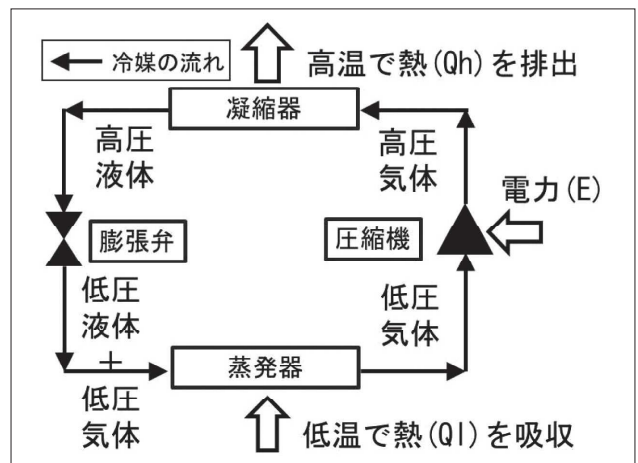 冷媒の流れ
高温で熱(Qh)を排出
凝縮器
高圧
液体
高圧
気体
電力(E)
膨張弁
圧縮機
低圧
液体
+
低圧
気体
低圧
気体
蒸発器
低温で熱(Ql)を吸収